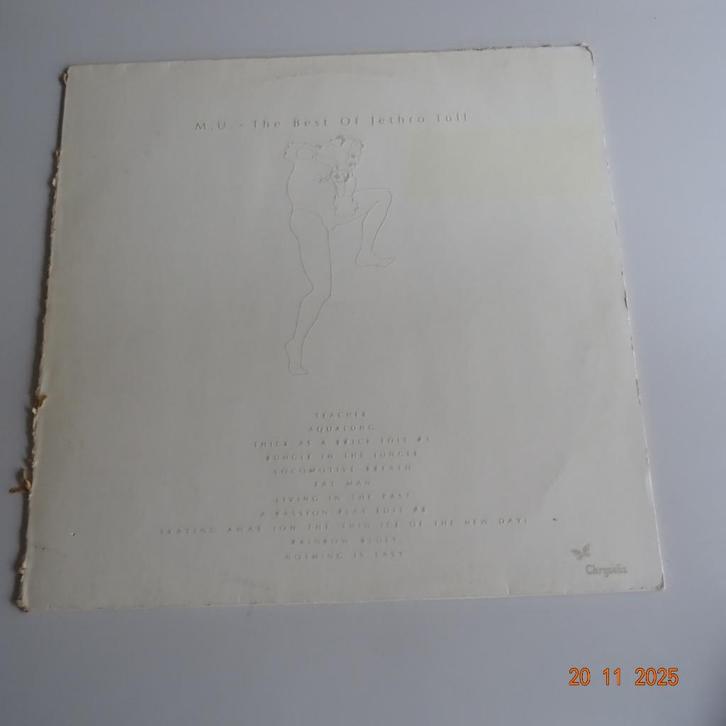 M.U. - The Best Of Jethro Tull
TEACHER
AQUALUNG
THICK AS A BRICK EDIT #1
BUNGLE IN THE JUNGLE
LOCOMOTIVE BREATH
FAT MAN
LIVING IN THE PAST
A PASSION PLAY EDIT #8
SKATING AWAY (ON THE THIN ICE OF THE NEW DAY)
RAINBOW BLUES
NOTHING IS EASY
Chrysalis
20 11 2025